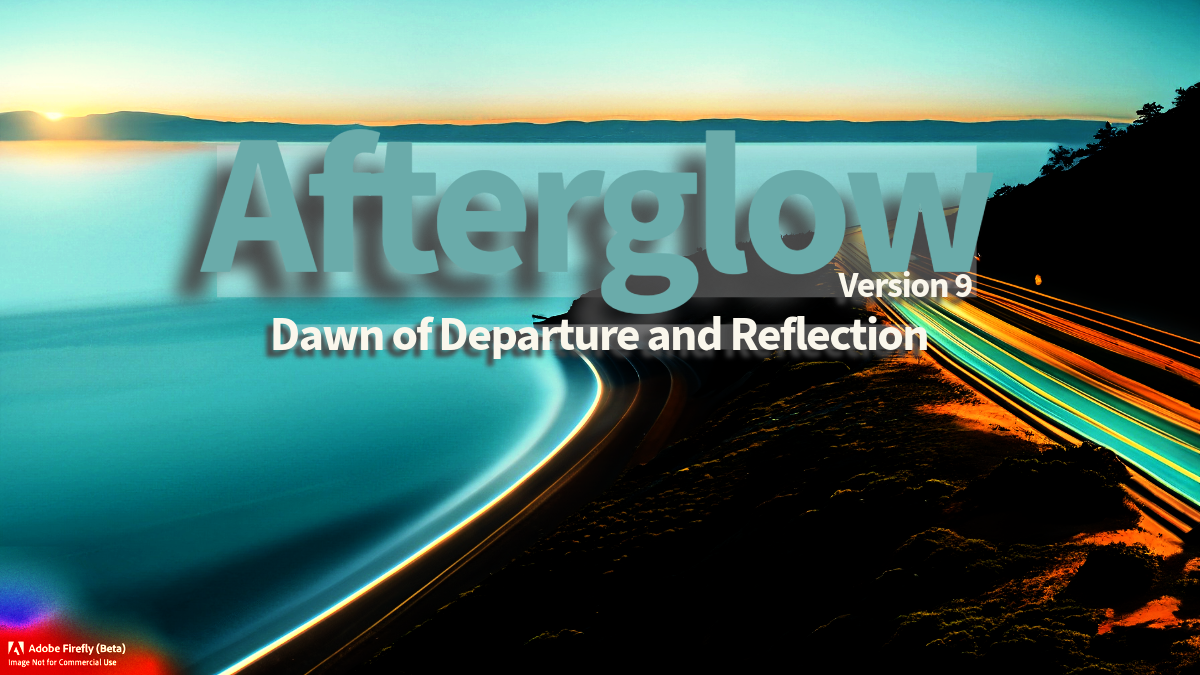 Afterglow
Version 9
Dawn of Departure and Reflection
Adobe Firefly (Beta)
Image Not for Commercial Use